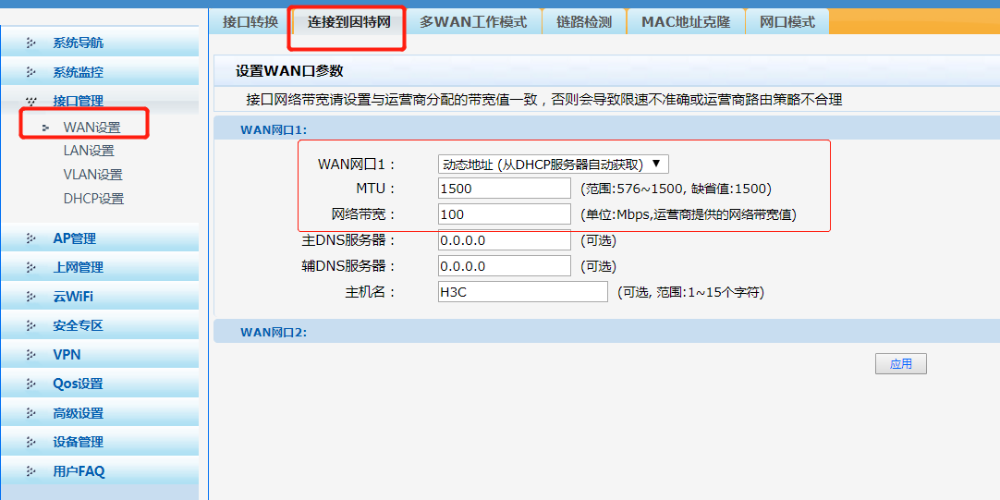 接口转换 连接到因特网 多WAN工作模式 链路检测 MAC地址克隆 网口模式
系统导航
系统监控
接口管理
WAN设置
LAN设置
VLAN设置
DHCP设置
AP管理
上网管理
云WiFi
安全专区
VPN
Qos设置
高级设置
设备管理
用户FAQ
设置WAN口参数
接口网络带宽请设置与运营商分配的带宽值一致，否则会导致限速不准确或运营商路由策略不合理
WAN网口1:
WAN网口1： 动态地址 (从DHCP服务器自动获取) ▼
MTU： 1500 (范围:576~1500, 缺省值:1500)
网络带宽： 100 (单位:Mbps,运营商提供的网络带宽值)
主DNS服务器： 0.0.0.0 (可选)
辅DNS服务器： 0.0.0.0 (可选)
主机名： H3C (可选, 范围:1~15个字符)
WAN网口2:
应用